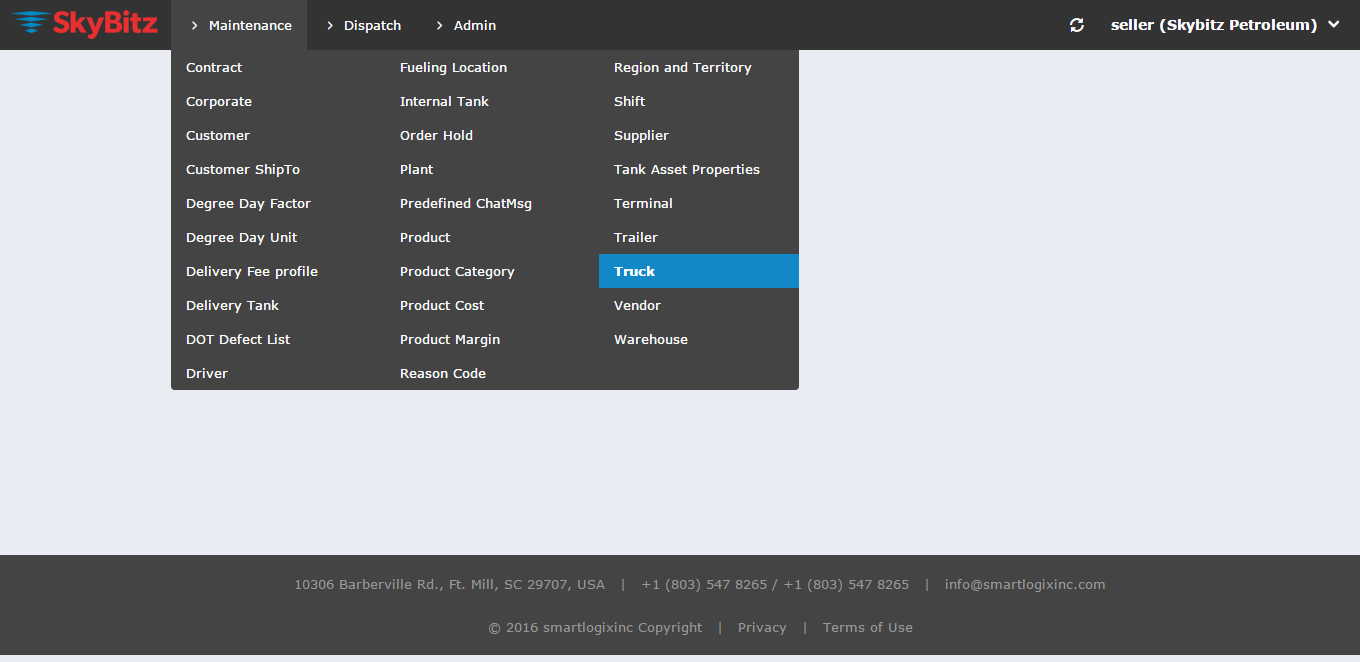 SkyBitz Maintenance Dispatch Admin seller (Skybitz Petroleum)
Contract Fueling Location Region and Territory
Corporate Internal Tank Shift
Customer Order Hold Supplier
Customer ShipTo Plant Tank Asset Properties
Degree Day Factor Predefined ChatMsg Terminal
Degree Day Unit Product Trailer
Delivery Fee profile Product Category Truck
Delivery Tank Product Cost Vendor
DOT Defect List Product Margin Warehouse
Driver Reason Code
10306 Barberville Rd., Ft. Mill, SC 29707, USA | +1 (803) 547 8265 / +1 (803) 547 8265 | info@smartlogixinc.com
© 2016 smartlogixinc Copyright | Privacy | Terms of Use